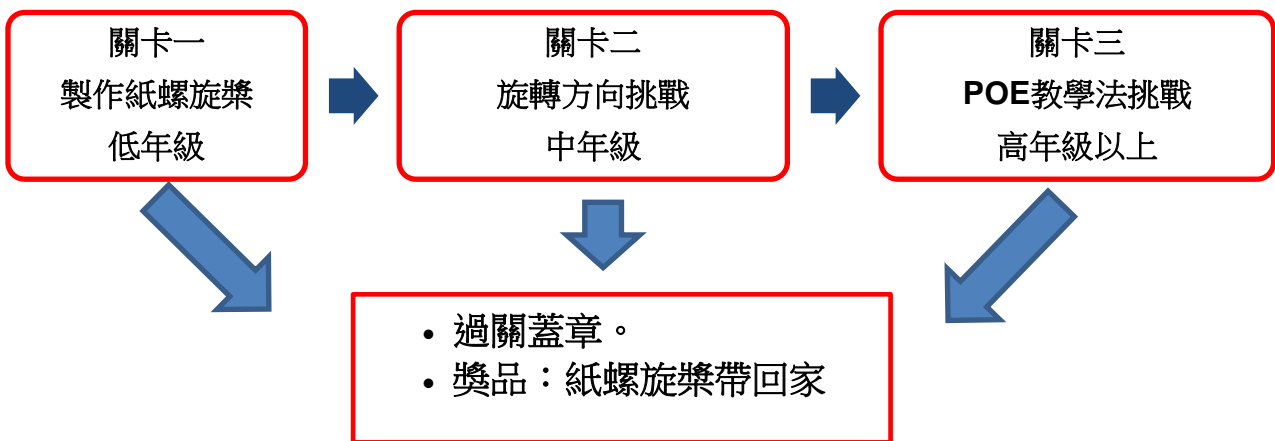 關卡一
製作紙螺旋槳
低年級
關卡二
旋轉方向挑戰
中年級
關卡三
POE教學法挑戰
高年級以上
• 過關蓋章。
• 獎品：紙螺旋槳帶回家